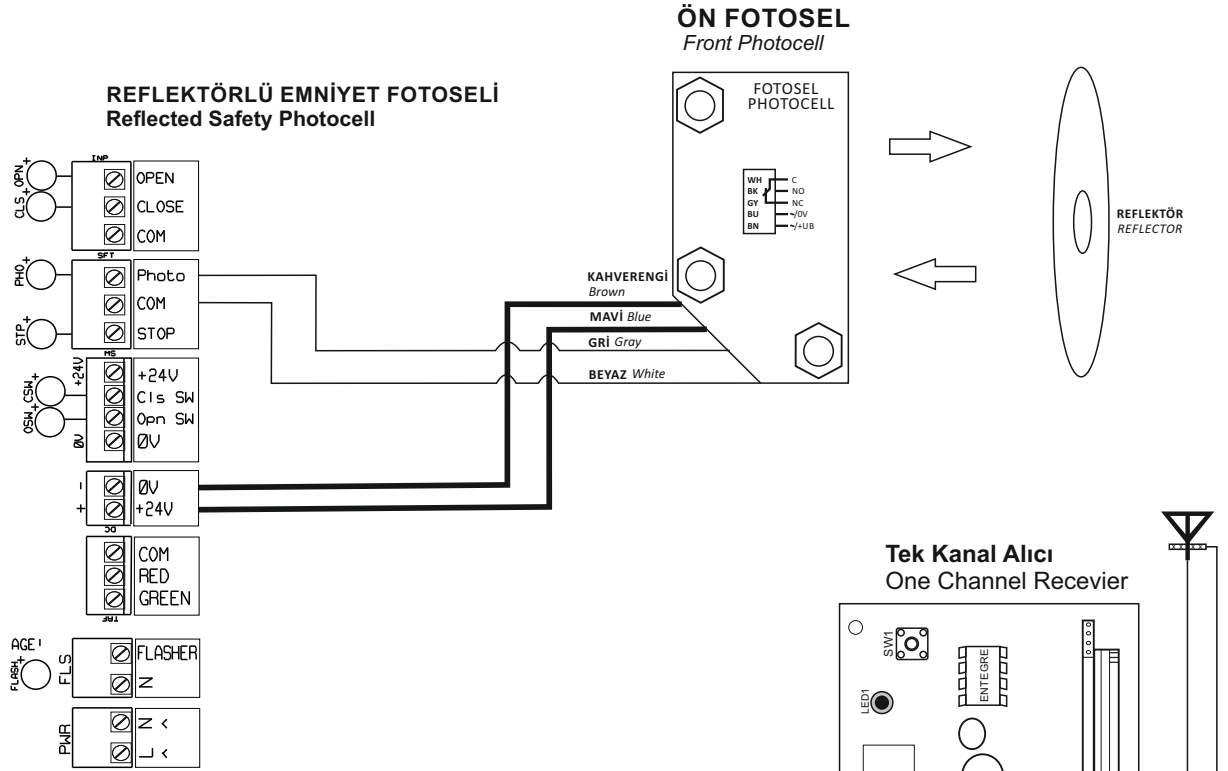 ÖN FOTOSEL
Front Photocell
REFLEKTÖRLÜ EMNİYET FOTOSELİ
Reflected Safety Photocell
FOTOSEL
PHOTOCELL
WH C
BK NO
GY NC
BU ~/0V
BN ~/+UB
REFLEKTÖR
REFLECTOR
KAHVERENGİ
Brown
MAVİ Blue
GRİ Gray
BEYAZ White
INP
OPN +
CLS +
OPEN
CLOSE
COM
SFT
PHO +
STP +
Photo
COM
STOP
MS
+24V
CSW +
OSW +
ØV
+24V
Cls SW
Opn SW
ØV
- ØV
+ +24V
DC
COM
RED
GREEN
TRF
AGE
FLASH +
FLS
FLASHER
N
PWR
N <
L <
Tek Kanal Alıcı
One Channel Recevier
SW1
LED1
ENTEGRE